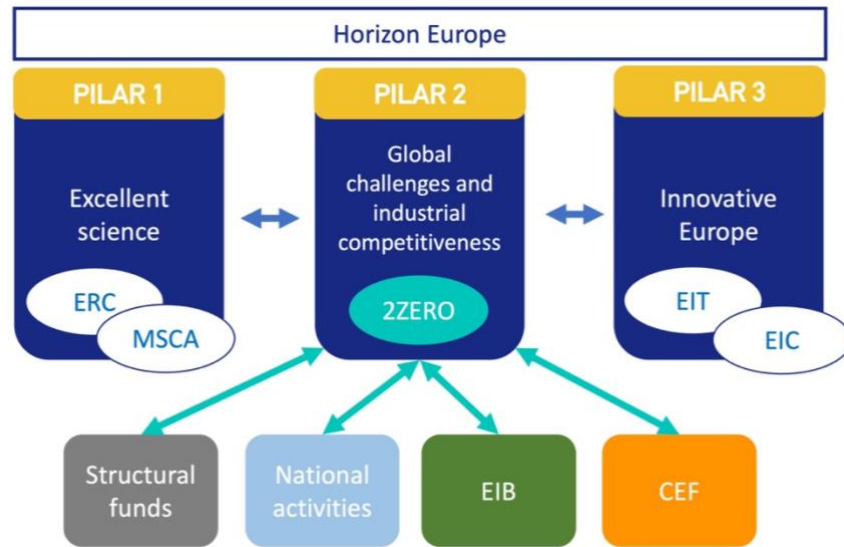 Horizon Europe
PILAR 1
Excellent
science
ERC
MSCA
PILAR 2
Global
challenges and
industrial
competitiveness
2ZERO
PILAR 3
Innovative
Europe
EIT
EIC
Structural
funds
National
activities
EIB
CEF